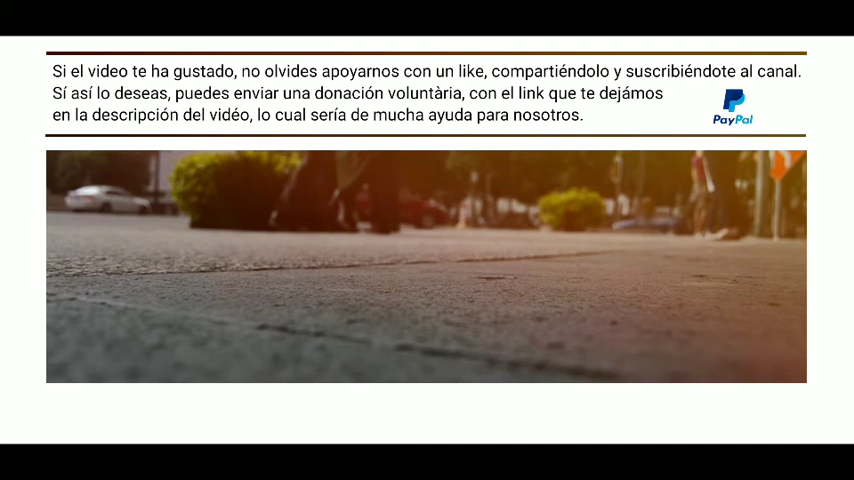 Si el video te ha gustado, no olvides apoyarnos con un like, compartiéndolo y suscribiéndote al canal.
Sí así lo deseas, puedes enviar una donación voluntària, con el link que te dejámos
en la descripción del vidéo, lo cual sería de mucha ayuda para nosotros.
PayPal